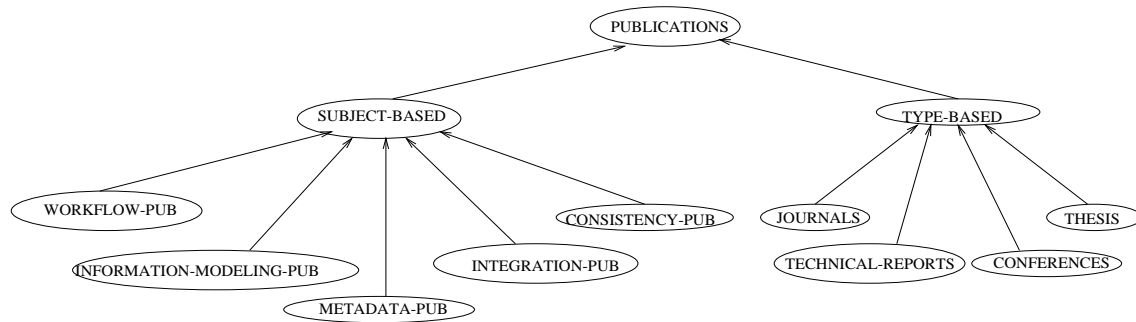 PUBLICATIONS
SUBJECT-BASED
TYPE-BASED
WORKFLOW-PUB
CONSISTENCY-PUB
JOURNALS
THESIS
INFORMATION-MODELING-PUB
INTEGRATION-PUB
TECHNICAL-REPORTS
CONFERENCES
METADATA-PUB